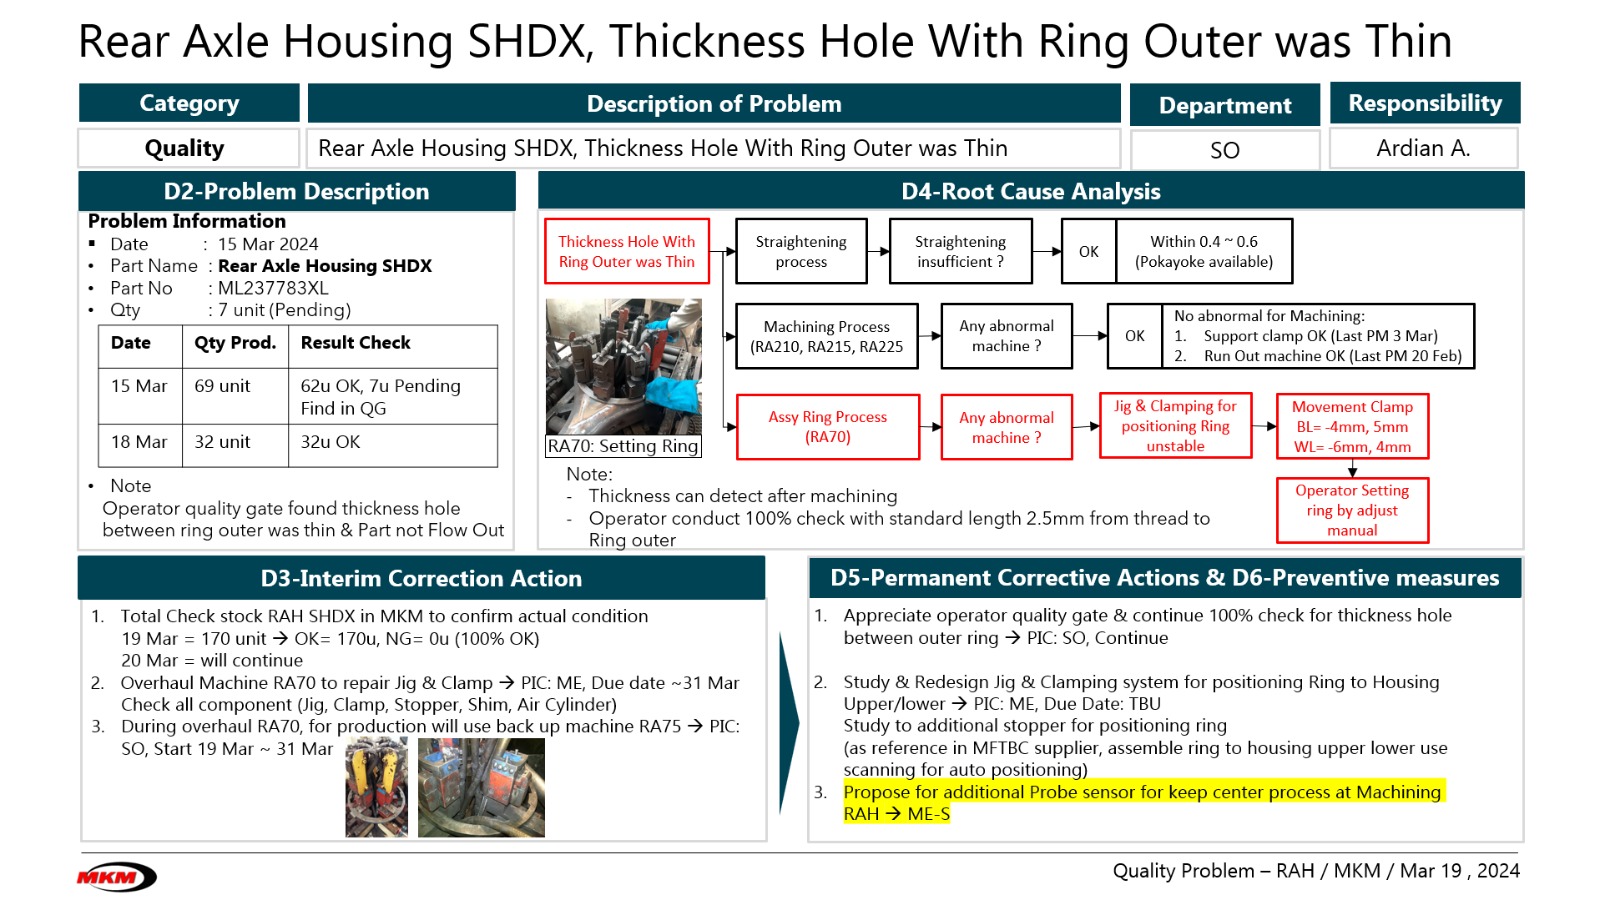 Rear Axle Housing SHDX, Thickness Hole With Ring Outer was Thin
Category
Description of Problem
Department
Responsibility
Quality
Rear Axle Housing SHDX, Thickness Hole With Ring Outer was Thin
SO
Ardian A.
D2-Problem Description
Problem Information
▪ Date : 15 Mar 2024
• Part Name : Rear Axle Housing SHDX
• Part No : ML237783XL
• Qty : 7 unit (Pending)
Date Qty Prod. Result Check
15 Mar 69 unit 62u OK, 7u Pending
Find in QG
18 Mar 32 unit 32u OK
• Note
Operator quality gate found thickness hole
between ring outer was thin & Part not Flow Out
D4-Root Cause Analysis
Thickness Hole With
Ring Outer was Thin
Straightening
process
Straightening
insufficient ?
OK
Within 0.4 ~ 0.6
(Pokayoke available)
Machining Process
(RA210, RA215, RA225
Any abnormal
machine ?
OK
No abnormal for Machining:
1. Support clamp OK (Last PM 3 Mar)
2. Run Out machine OK (Last PM 20 Feb)
Assy Ring Process
(RA70)
Any abnormal
machine ?
Jig & Clamping for
positioning Ring
unstable
Movement Clamp
BL= -4mm, 5mm
WL= -6mm, 4mm
Operator Setting
ring by adjust
manual
RA70: Setting Ring
Note:
- Thickness can detect after machining
- Operator conduct 100% check with standard length 2.5mm from thread to
Ring outer
D3-Interim Correction Action
1. Total Check stock RAH SHDX in MKM to confirm actual condition
19 Mar = 170 unit → OK= 170u, NG= 0u (100% OK)
20 Mar = will continue
2. Overhaul Machine RA70 to repair Jig & Clamp → PIC: ME, Due date ~31 Mar
Check all component (Jig, Clamp, Stopper, Shim, Air Cylinder)
3. During overhaul RA70, for production will use back up machine RA75 → PIC:
SO, Start 19 Mar ~ 31 Mar
D5-Permanent Corrective Actions & D6-Preventive measures
1. Appreciate operator quality gate & continue 100% check for thickness hole
between outer ring → PIC: SO, Continue
2. Study & Redesign Jig & Clamping system for positioning Ring to Housing
Upper/lower → PIC: ME, Due Date: TBU
Study to additional stopper for positioning ring
(as reference in MFTBC supplier, assemble ring to housing upper lower use
scanning for auto positioning)
3. Propose for additional Probe sensor for keep center process at Machining
RAH → ME-S
MKM
Quality Problem – RAH / MKM / Mar 19 , 2024